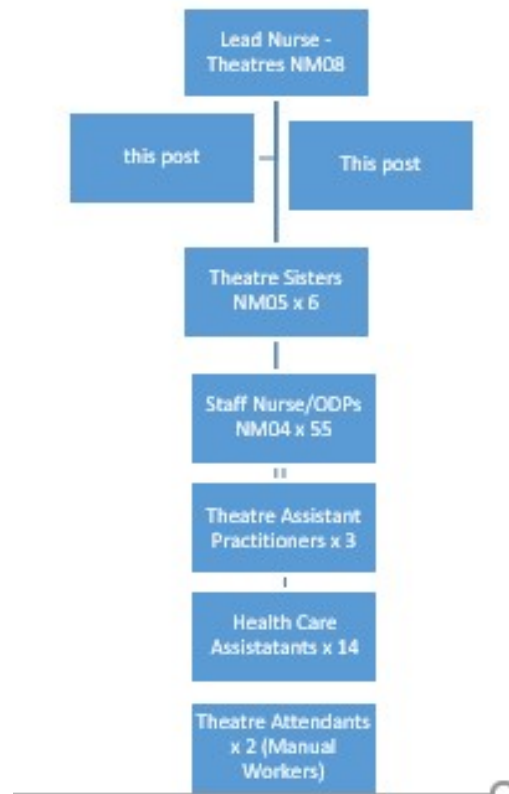 Lead Nurse -
Theatres NM08
this post
This post
Theatre Sisters
NM05 x 6
Staff Nurse/ODPs
NM04 x 55
Theatre Assistant
Practitioners x 3
Health Care
Assistatants x 14
Theatre Attendants
x 2 (Manual
Workers)